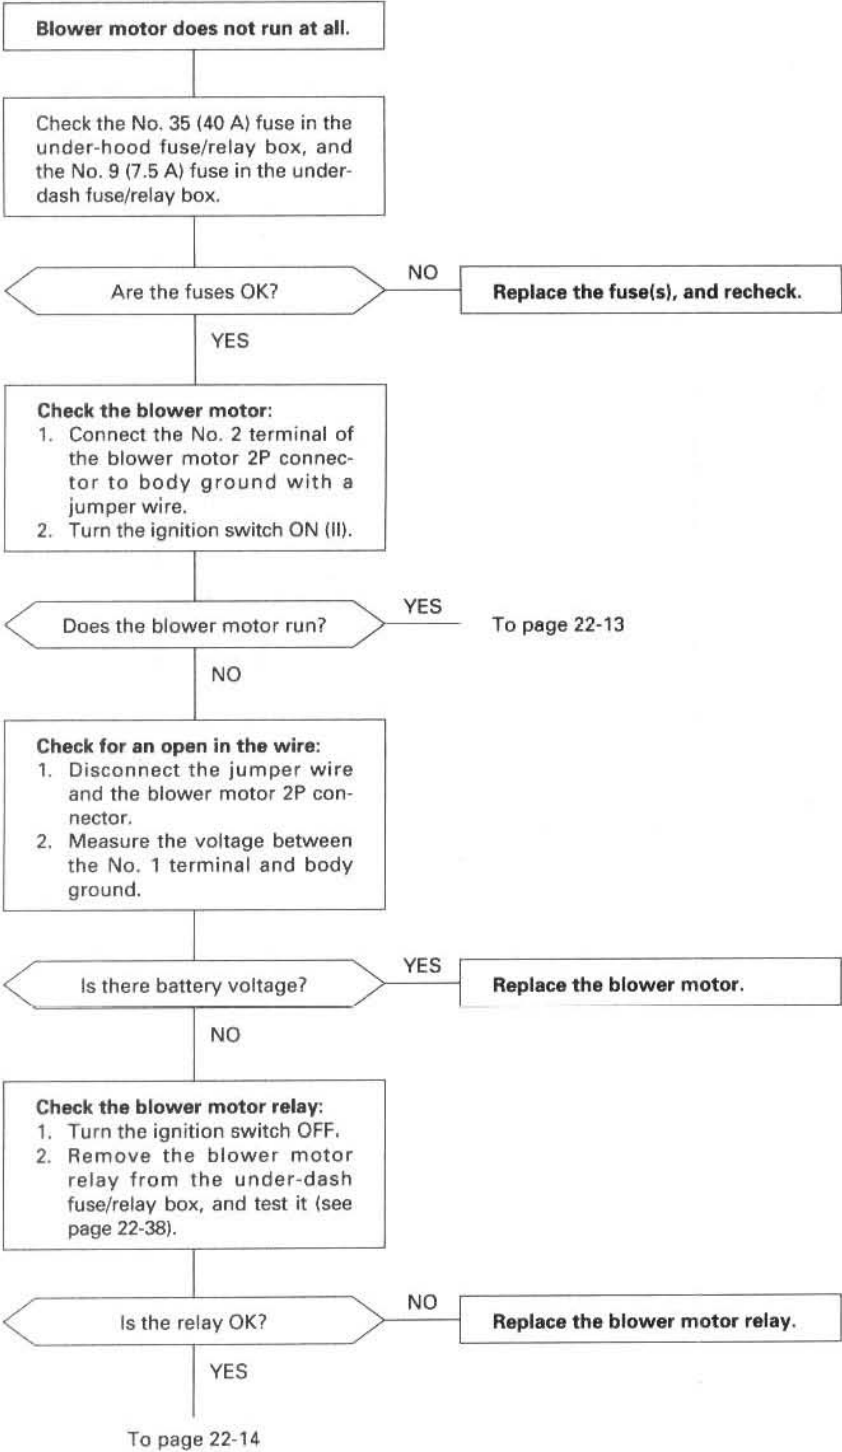 Blower motor does not run at all.
Check the No. 35 (40 A) fuse in the
under-hood fuse/relay box, and
the No. 9 (7.5 A) fuse in the under-
dash fuse/relay box.
Are the fuses OK?
NO
Replace the fuse(s), and recheck.
YES
Check the blower motor:
1. Connect the No. 2 terminal of
the blower motor 2P connec-
tor to body ground with a
jumper wire.
2. Turn the ignition switch ON (II).
Does the blower motor run?
YES
To page 22-13
NO
Check for an open in the wire:
1. Disconnect the jumper wire
and the blower motor 2P con-
nector.
2. Measure the voltage between
the No. 1 terminal and body
ground.
Is there battery voltage?
YES
Replace the blower motor.
NO
Check the blower motor relay:
1. Turn the ignition switch OFF.
2. Remove the blower motor
relay from the under-dash
fuse/relay box, and test it (see
page 22-38).
Is the relay OK?
NO
Replace the blower motor relay.
YES
To page 22-14